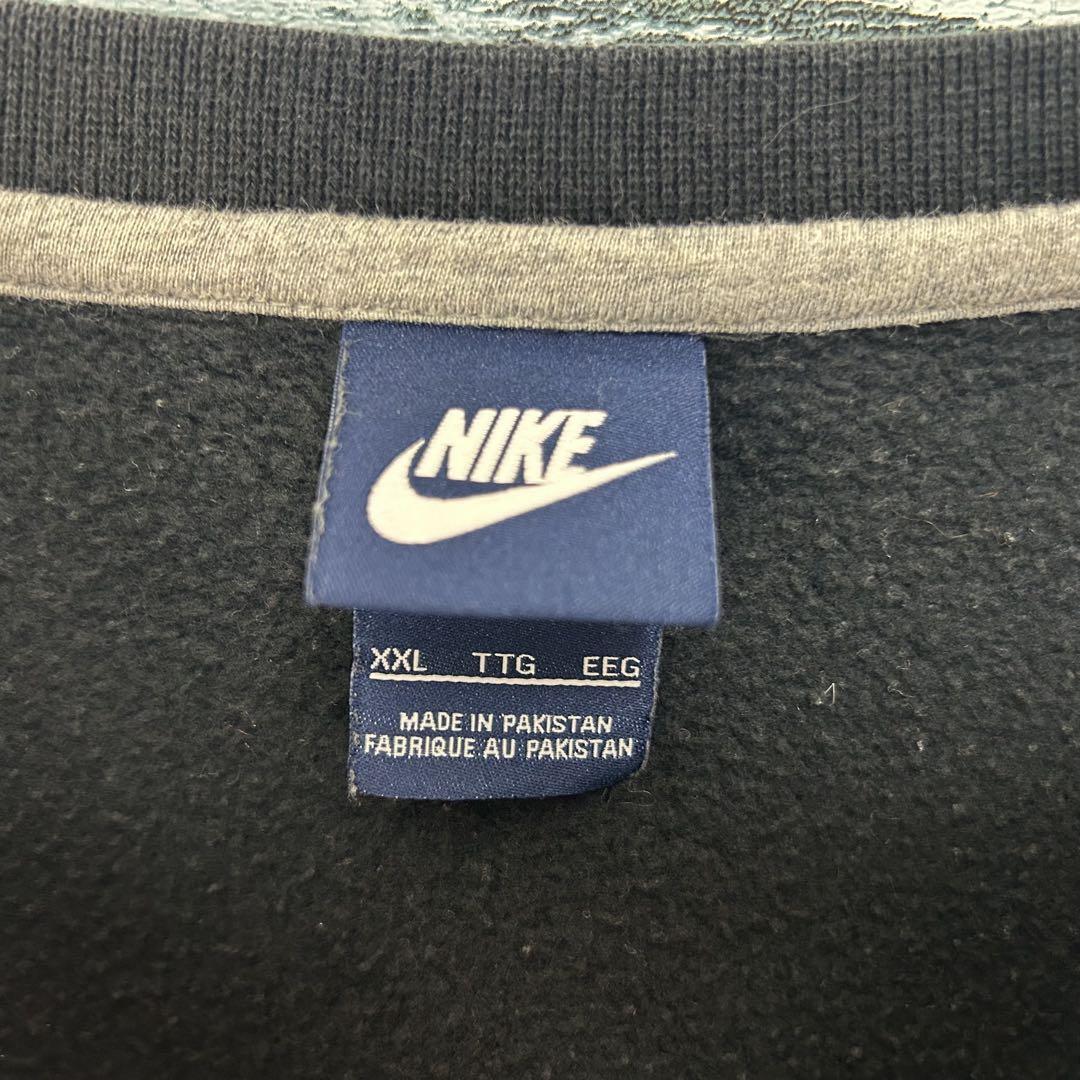 NIKE
XXL TTG EEG
MADE IN PAKISTAN
FABRIQUE AU PAKISTAN